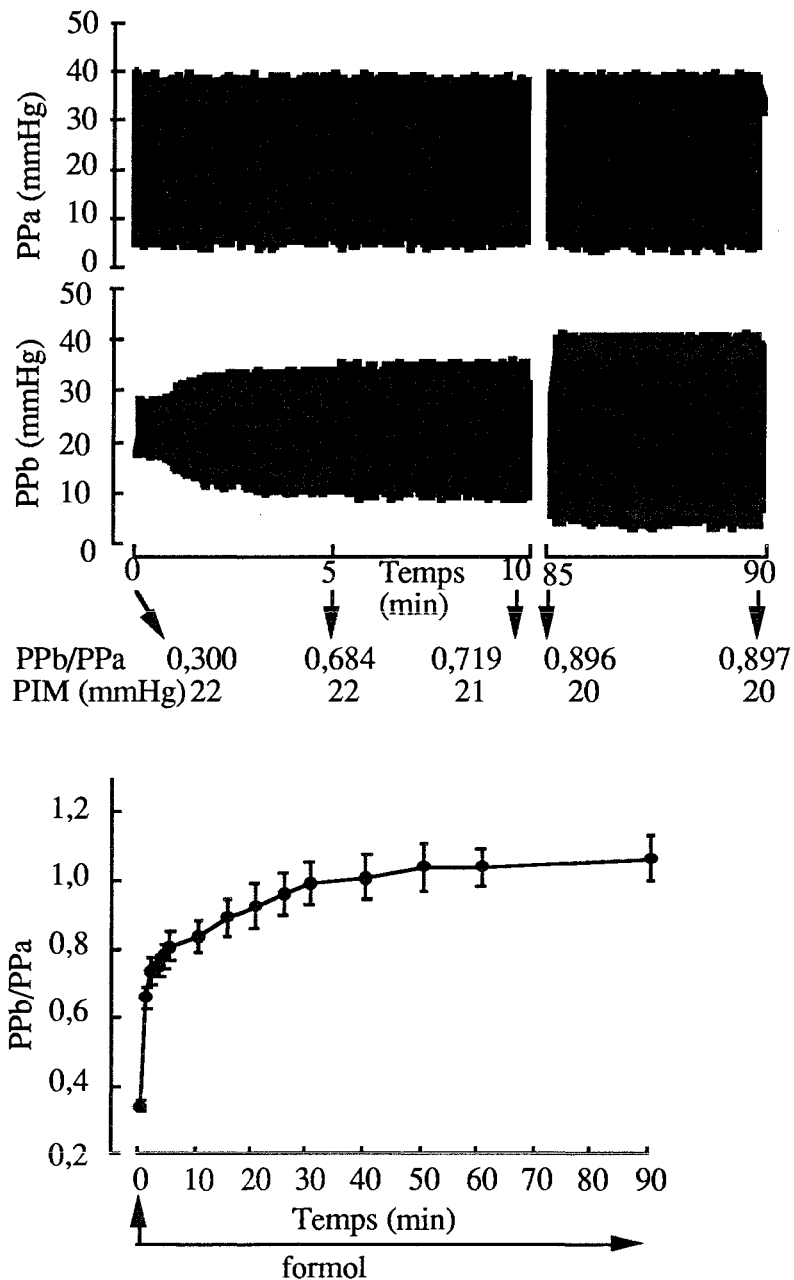 50
40
PPa (mmHg)
30
20
10
0
50
40
PPb (mmHg)
30
20
10
0
0 5 Temps 10 85 90
(min)
PPb/PPa 0,300 0,684 0,719 0,896 0,897
PIM (mmHg) 22 22 21 20 20
1,2
1,0
PPb/PPa
0,8
0,6
0,4
0,2
0 10 20 30 40 50 60 70 80 90
Temps (min)
formol